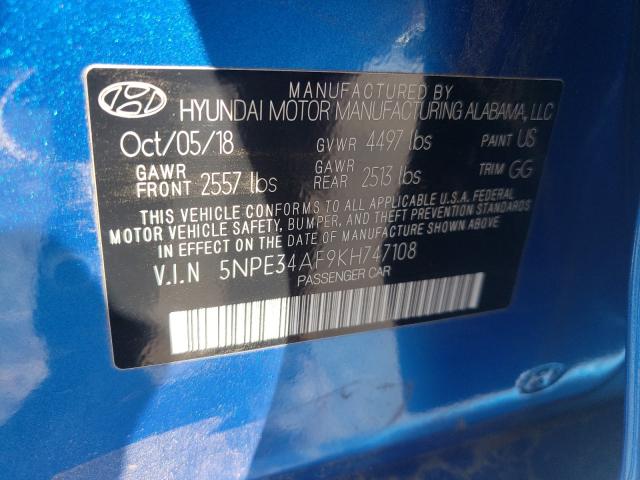 MANUFACTURED BY
HYUNDAI MOTOR MANUFACTURING ALABAMA, LLC
Oct/05/18 GVWR 4497 lbs PAINT US
GAWR FRONT 2557 lbs GAWR REAR 2513 lbs TRIM GG
THIS VEHICLE CONFORMS TO ALL APPLICABLE U.S.A. FEDERAL
MOTOR VEHICLE SAFETY, BUMPER, AND THEFT PREVENTION STANDARDS
IN EFFECT ON THE DATE OF MANUFACTURE SHOWN ABOVE.
V.I.N 5NPE34AF9KH747108
PASSENGER CAR